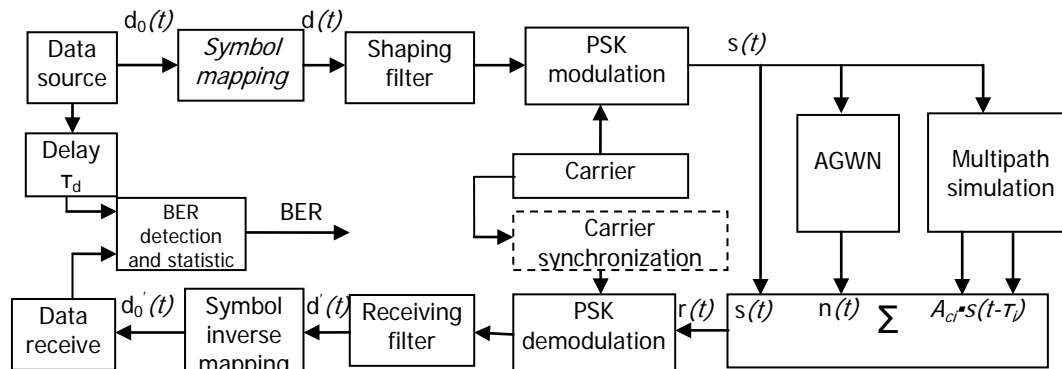 d₀(t)
d(t)
s(t)
Data
source
Symbol
mapping
Shaping
filter
PSK
modulation
Delay
τd
AGWN
Multipath
simulation
Carrier
BER
detection
and statistic
BER
Carrier
synchronization
Data
receive
d₀'(t)
Symbol
inverse
mapping
d'(t)
Receiving
filter
PSK
demodulation
r(t)
s(t)
n(t)
Σ
Aci▪s(t-τi)